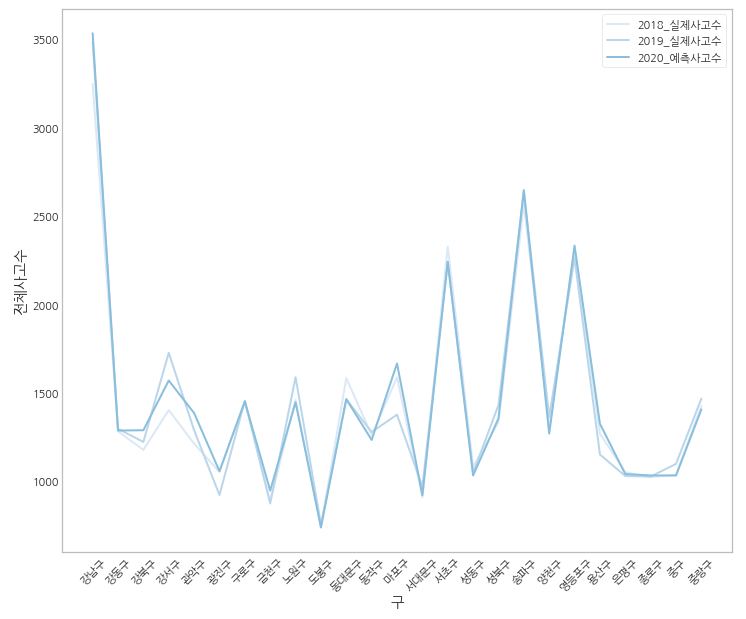 2018_실제사고수
2019_실제사고수
2020_예측사고수
전체사고수
3500
3000
2500
2000
1500
1000
강남구
강동구
강북구
강서구
관악구
광진구
구로구
금천구
노원구
도봉구
동대문구
동작구
마포구
서대문구
서초구
성동구
성북구
송파구
양천구
영등포구
용산구
은평구
종로구
중구
중랑구
구